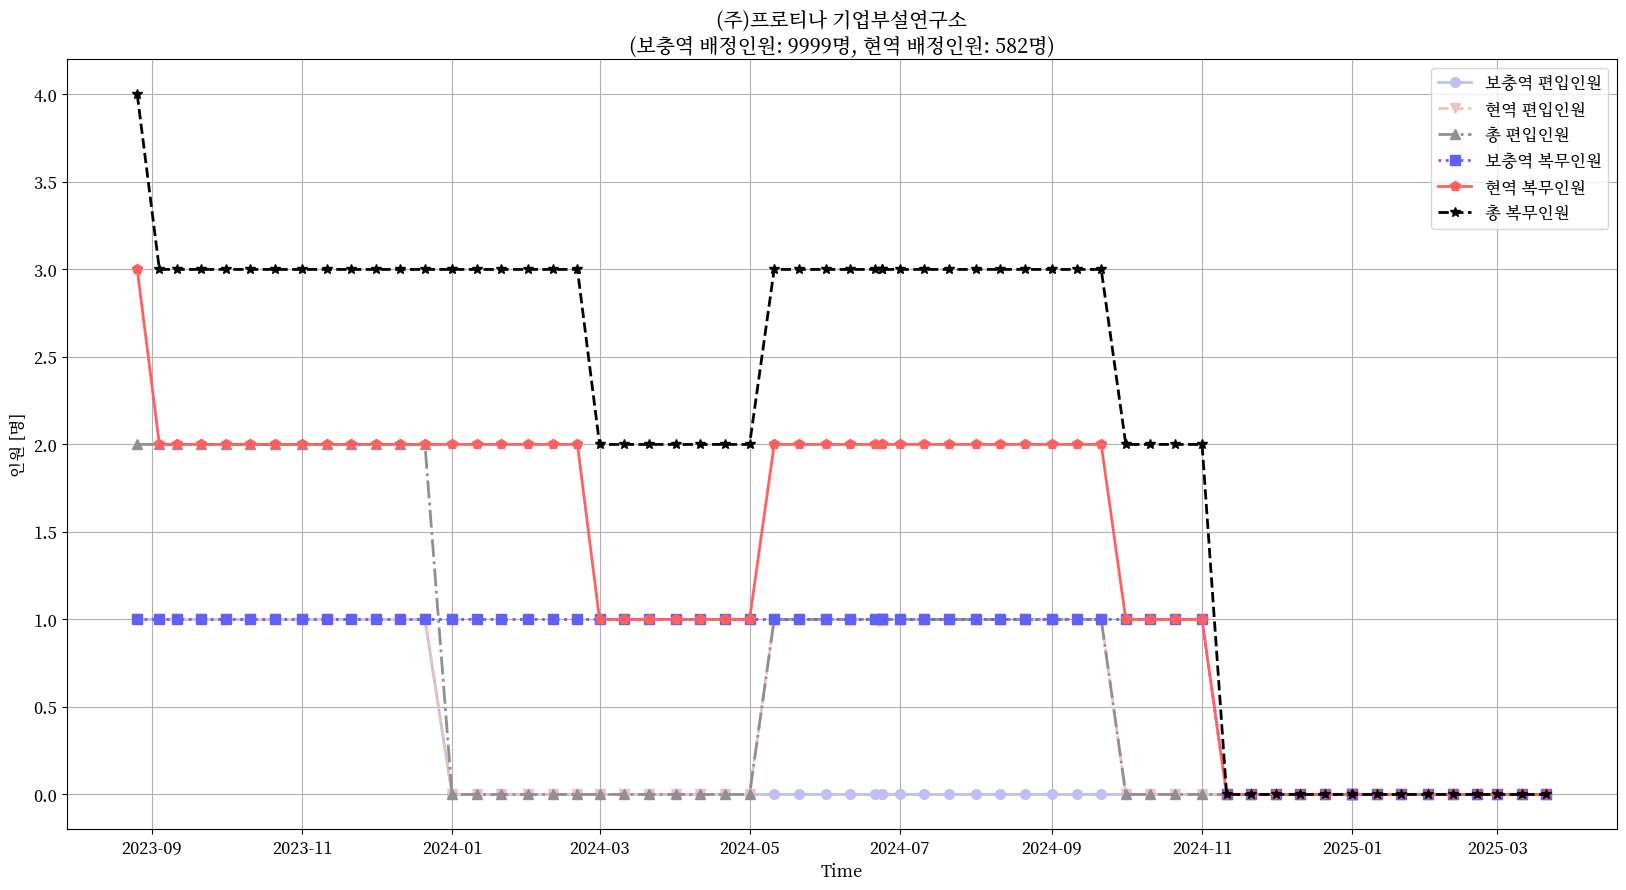 (주)프로티나 기업부설연구소
(보충역 배정인원: 9999명, 현역 배정인원: 582명)
보충역 편입인원
현역 편입인원
총 편입인원
보충역 복무인원
현역 복무인원
총 복무인원
인원 [명]
4.0
3.5
3.0
2.5
2.0
1.5
1.0
0.5
0.0
2023-09 2023-11 2024-01 2024-03 2024-05 2024-07 2024-09 2024-11 2025-01 2025-03
Time